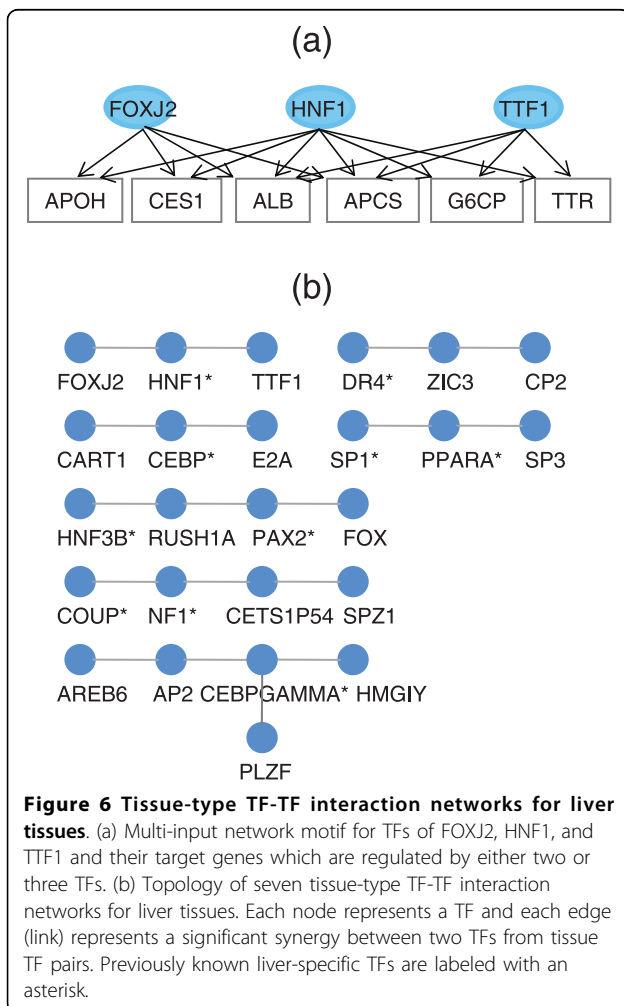 (a)
FOXJ2 HNF1 TTF1
APOH CES1 ALB APCS G6CP TTR
(b)
FOXJ2 HNF1* TTF1 DR4* ZIC3 CP2
CART1 CEBP* E2A SP1* PPARA* SP3
HNF3B* RUSH1A PAX2* FOX
COUP* NF1* CETS1P54 SPZ1
AREB6 AP2 CEBPGAMMA* HMGIY
PLZF
Figure 6 Tissue-type TF-TF interaction networks for liver
tissues. (a) Multi-input network motif for TFs of FOXJ2, HNF1, and
TTF1 and their target genes which are regulated by either two or
three TFs. (b) Topology of seven tissue-type TF-TF interaction
networks for liver tissues. Each node represents a TF and each edge
(link) represents a significant synergy between two TFs from tissue
TF pairs. Previously known liver-specific TFs are labeled with an
asterisk.